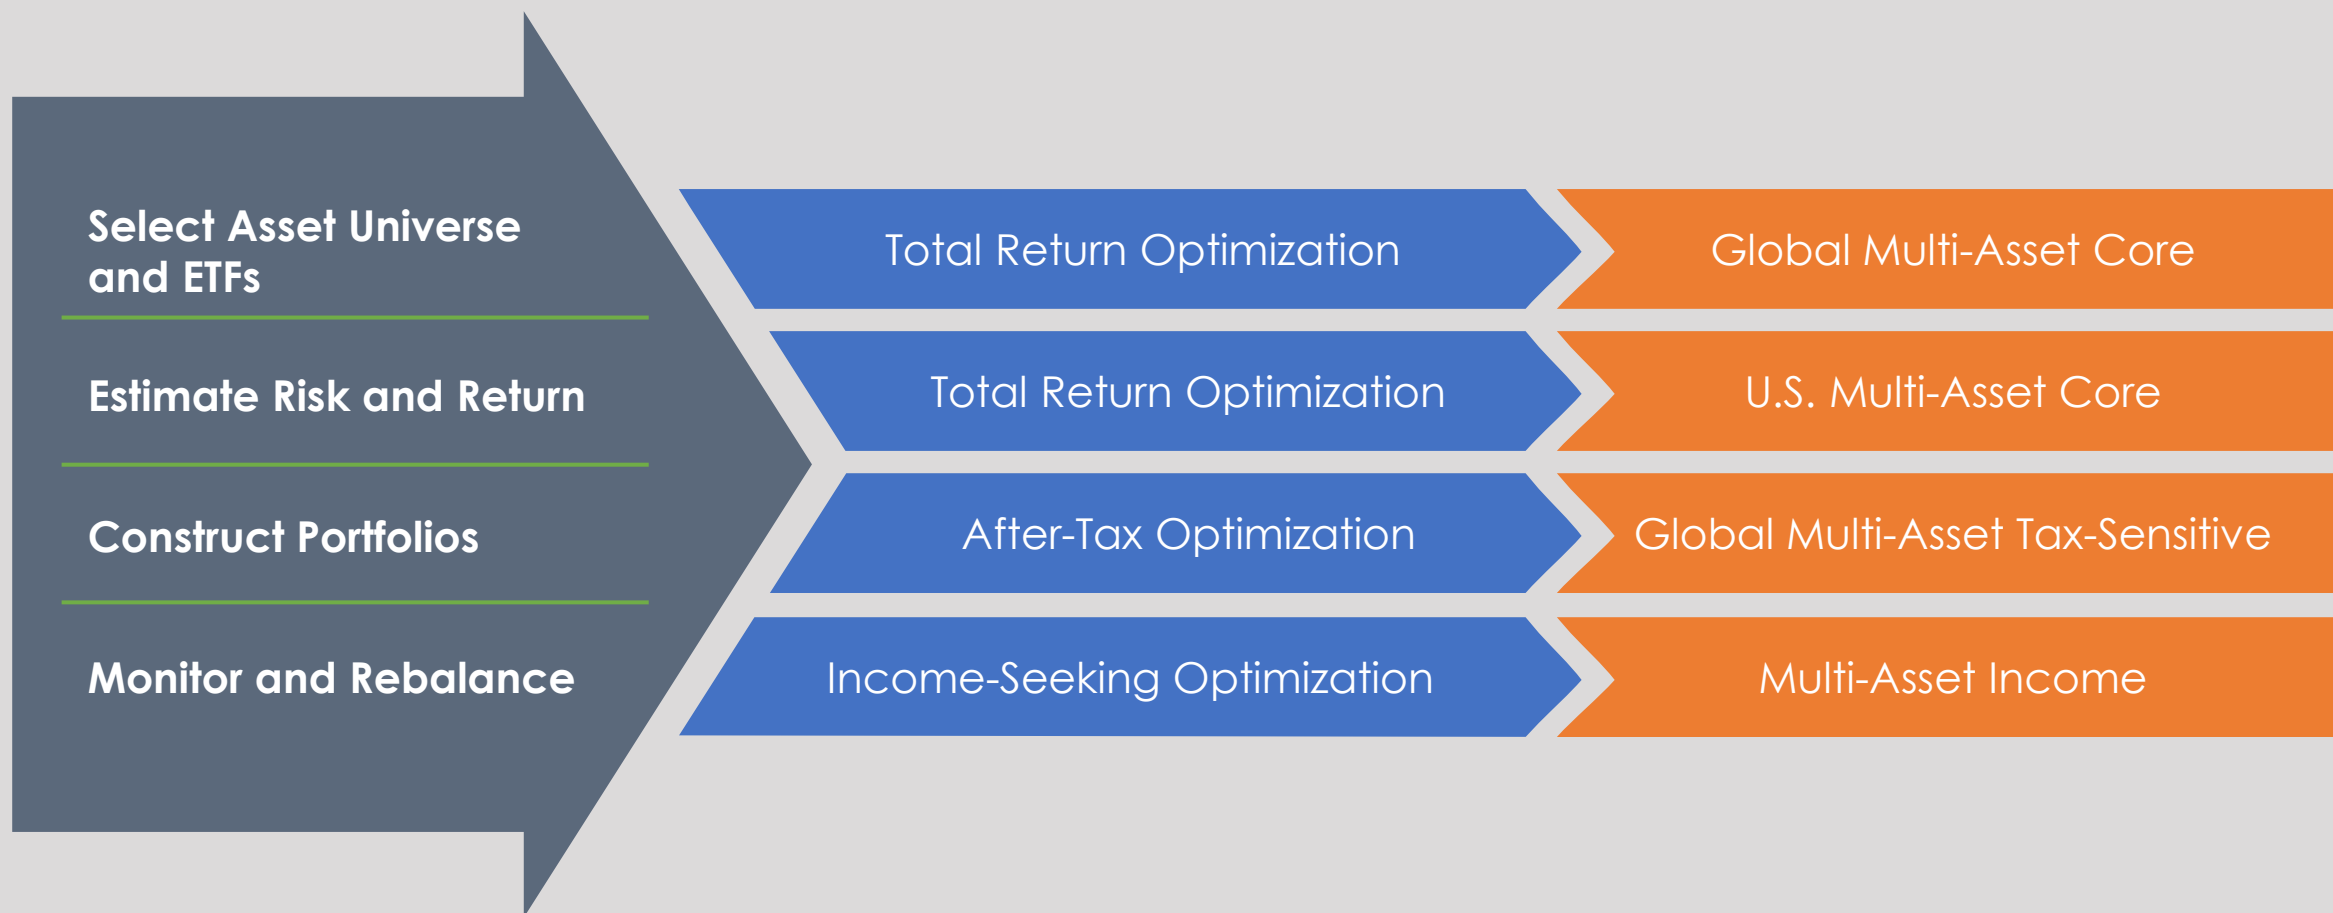 Select Asset Universe
and ETFs
Estimate Risk and Return
Construct Portfolios
Monitor and Rebalance
Total Return Optimization
Global Multi-Asset Core
Total Return Optimization
U.S. Multi-Asset Core
After-Tax Optimization
Global Multi-Asset Tax-Sensitive
Income-Seeking Optimization
Multi-Asset Income